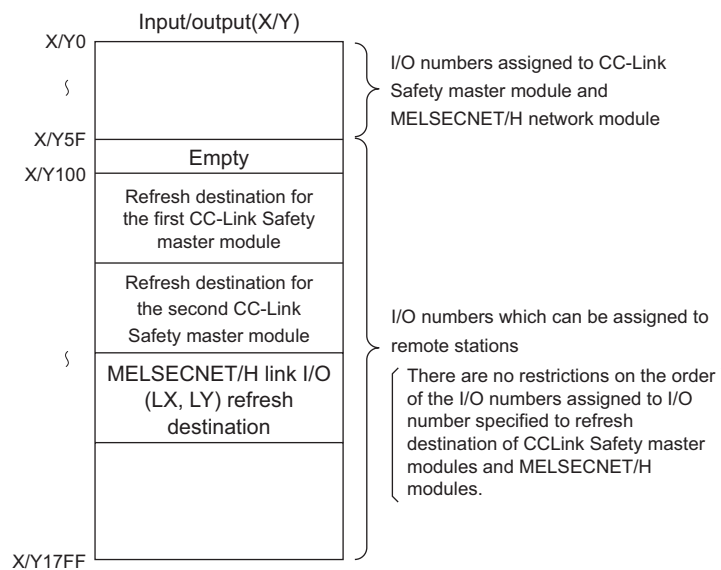 Input/output(X/Y)
X/Y0
X/Y5F
X/Y100
X/Y17FF
Empty
Refresh destination for
the first CC-Link Safety
master module
Refresh destination for
the second CC-Link
Safety master module
MELSECNET/H link I/O
(LX, LY) refresh
destination
I/O numbers assigned to CC-Link
Safety master module and
MELSECNET/H network module
I/O numbers which can be assigned to
remote stations
There are no restrictions on the order
of the I/O numbers assigned to I/O
number specified to refresh
destination of CCLink Safety master
modules and MELSECNET/H
modules.